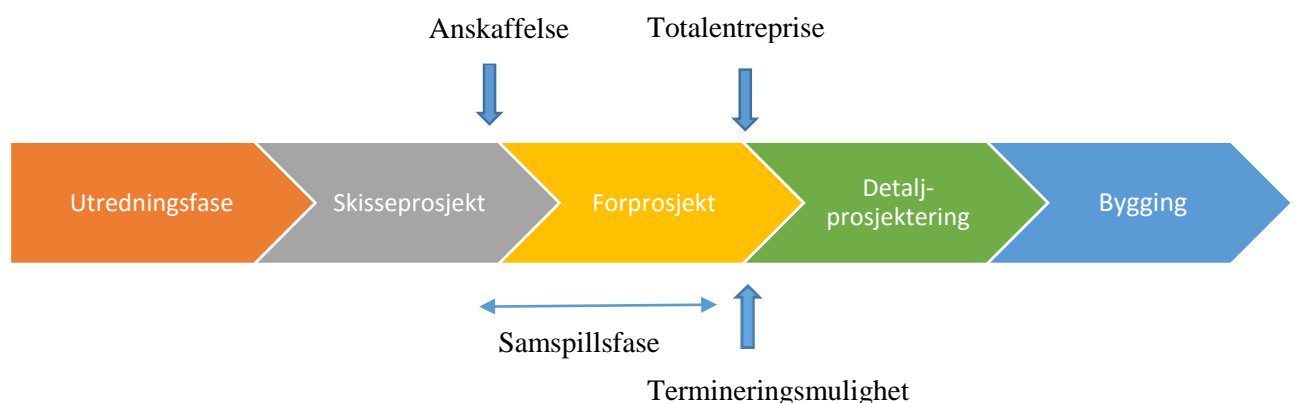 Anskaffelse
Totalentreprise
Utredningsfase
Skisseprosjekt
Forprosjekt
Detalj-
prosjektering
Bygging
Samspillsfase
Termineringsmulighet